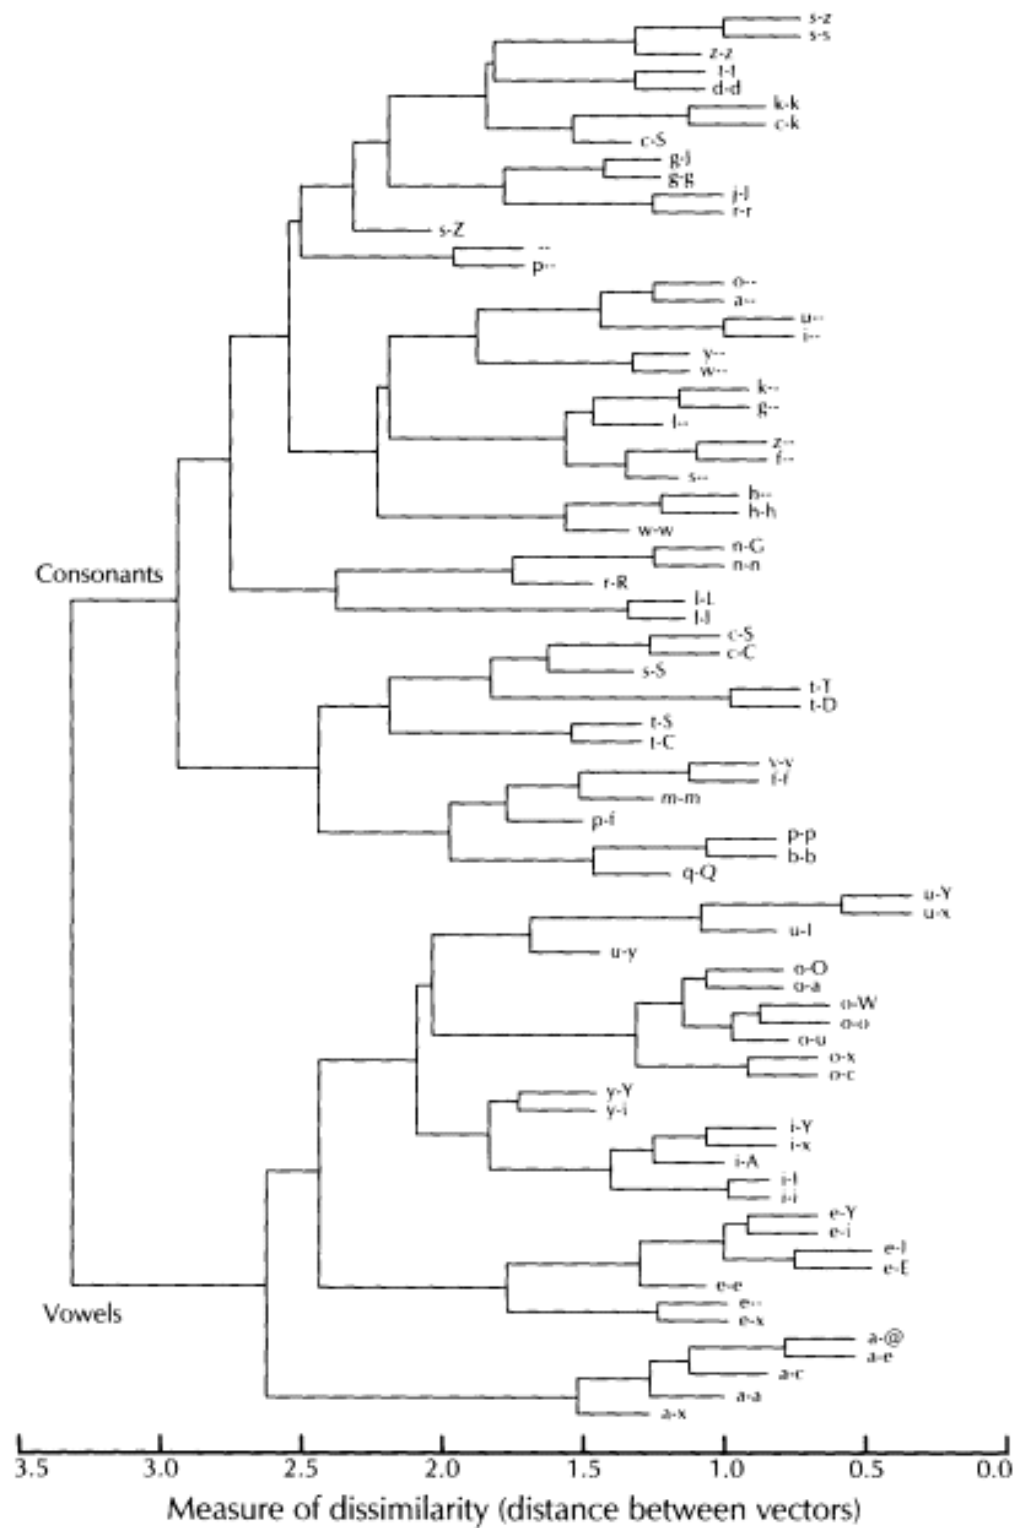 s-z
s-s
z-z
t-t
d-d
k-k
c-k
c-S
g-J
g-g
j-J
r-r
s-Z
--
p--
o--
a--
u--
i--
y--
w--
k--
g--
z--
s--
h--
h-h
w-w
n-G
n-n
Consonants
r-R
l-L
l-l
c-S
c-C
s-S
t-T
t-D
t-S
t-C
v-v
f-f
m-m
p-f
p-p
b-b
q-Q
u-Y
u-x
u-I
u-y
o-O
o-a
o-W
o-o
o-u
o-x
o-c
y-Y
y-i
i-Y
i-x
i-A
i-I
i-i
e-Y
e-i
e-I
e-E
e-e
e--
e-x
Vowels
a-@
a-e
a-c
a-a
a-x
3.5 3.0 2.5 2.0 1.5 1.0 0.5 0.0
Measure of dissimilarity (distance between vectors)